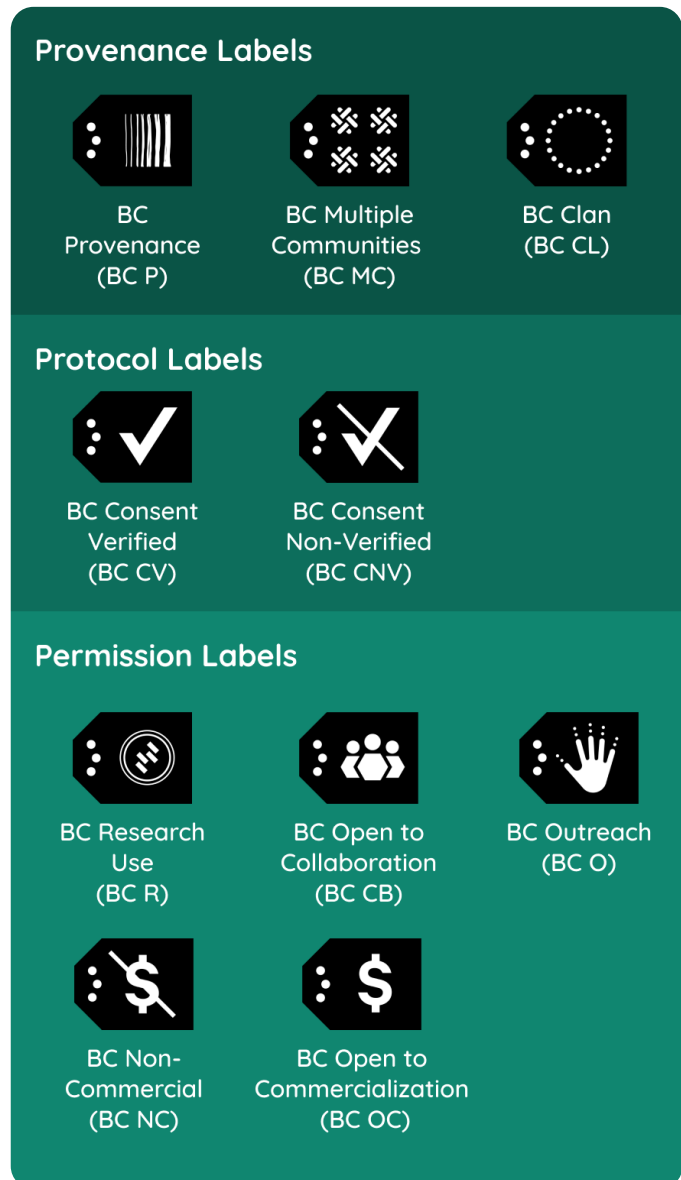 Provenance Labels
BC
Provenance
(BC P)
BC Multiple
Communities
(BC MC)
BC Clan
(BC CL)
Protocol Labels
BC Consent
Verified
(BC CV)
BC Consent
Non-Verified
(BC CNV)
Permission Labels
BC Research
Use
(BC R)
BC Open to
Collaboration
(BC CB)
BC Outreach
(BC O)
$
BC Non-
Commercial
(BC NC)
$
BC Open to
Commercialization
(BC OC)